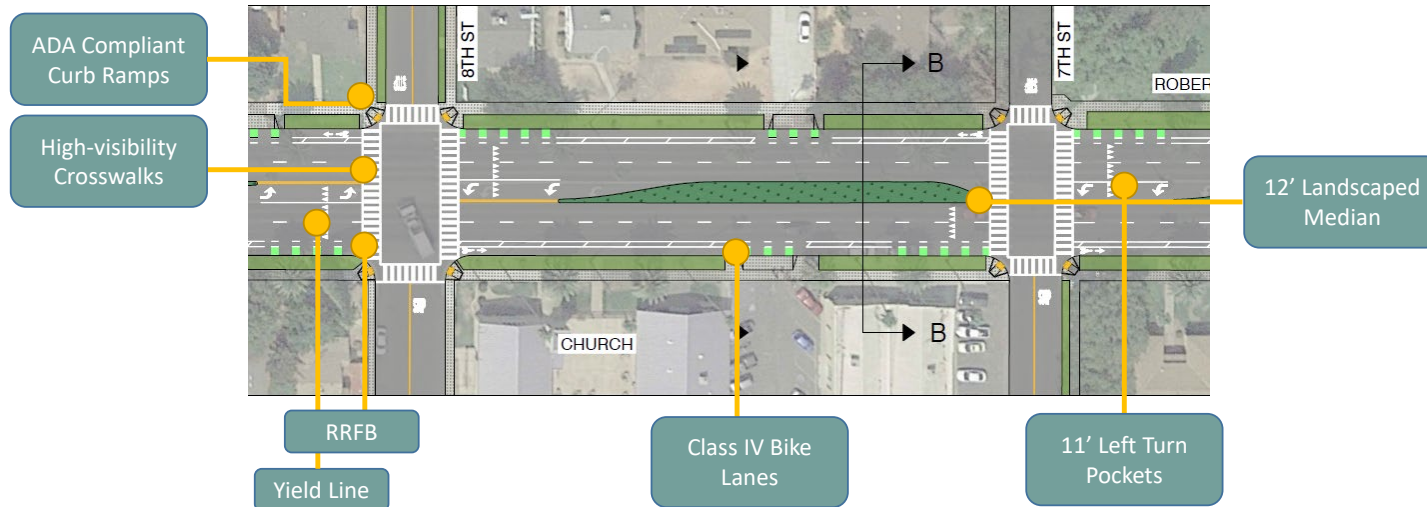 ADA Compliant
Curb Ramps
High-visibility
Crosswalks
8TH ST
B
7TH ST
ROBER
12’ Landscaped
Median
CHURCH
B
RRFB
Yield Line
Class IV Bike
Lanes
11’ Left Turn
Pockets